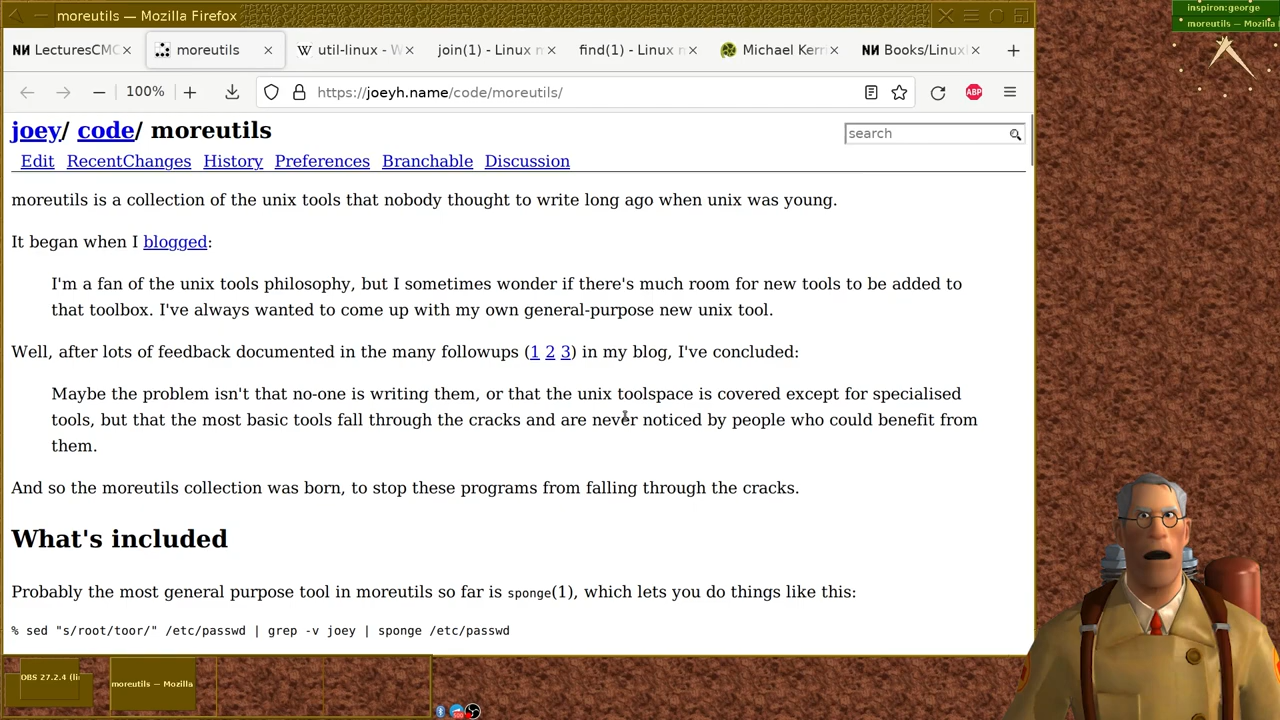 moreutils — Mozilla Firefox
inspiron:george
moreutils — Mozilla
LecturesCMC
moreutils
util-linux - W
join(1) - Linux m
find(1) - Linux m
Michael Kerr
Books/Linux
100%
https://joeyh.name/code/moreutils/
ABP
joey/ code/ moreutils
search
Edit RecentChanges History Preferences Branchable Discussion
moreutils is a collection of the unix tools that nobody thought to write long ago when unix was young.
It began when I blogged:
I'm a fan of the unix tools philosophy, but I sometimes wonder if there's much room for new tools to be added to
that toolbox. I've always wanted to come up with my own general-purpose new unix tool.
Well, after lots of feedback documented in the many followups (1 2 3) in my blog, I've concluded:
Maybe the problem isn't that no-one is writing them, or that the unix toolspace is covered except for specialised
tools, but that the most basic tools fall through the cracks and are never noticed by people who could benefit from
them.
And so the moreutils collection was born, to stop these programs from falling through the cracks.
What's included
Probably the most general purpose tool in moreutils so far is sponge(1), which lets you do things like this:
% sed "s/root/toor/" /etc/passwd | grep -v joey | sponge /etc/passwd
OBS 27.2.4 (li
moreutils — Mozilla